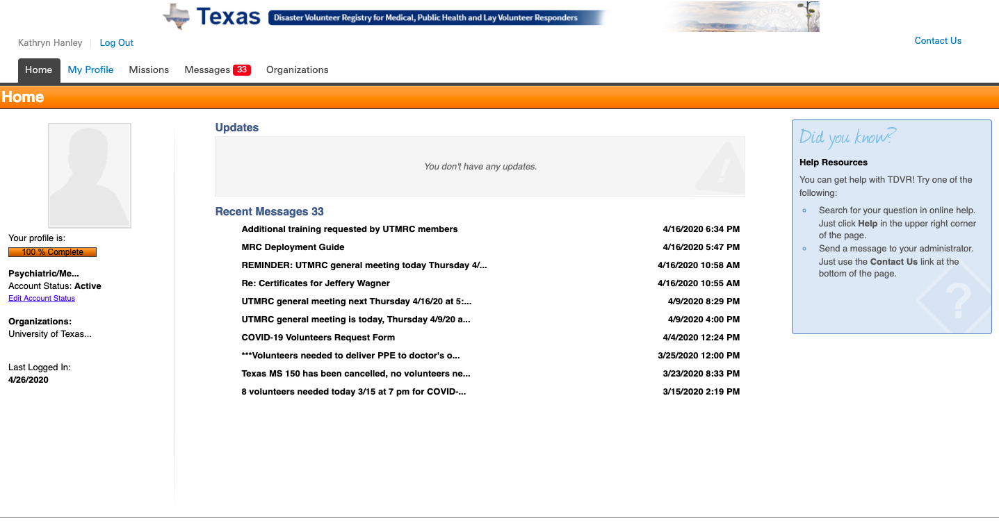 Texas Disaster Volunteer Registry for Medical, Public Health and Lay Volunteer Responders
Kathryn Hanley Log Out Contact Us
Home My Profile Missions Messages 33 Organizations
Home
Your profile is:
100 % Complete
Psychiatric/Me...
Account Status: Active
Edit Account Status
Organizations:
University of Texas...
Last Logged In:
4/26/2020
Updates
You don't have any updates.
Recent Messages 33
Additional training requested by UTMRC members 4/16/2020 6:34 PM
MRC Deployment Guide 4/16/2020 5:47 PM
REMINDER: UTMRC general meeting today Thursday 4/... 4/16/2020 10:58 AM
Re: Certificates for Jeffery Wagner 4/16/2020 10:55 AM
UTMRC general meeting next Thursday 4/16/20 at 5:... 4/9/2020 8:29 PM
UTMRC general meeting is today, Thursday 4/9/20 a... 4/9/2020 4:00 PM
COVID-19 Volunteers Request Form 4/4/2020 12:24 PM
***Volunteers needed to deliver PPE to doctor's o... 3/25/2020 12:00 PM
Texas MS 150 has been cancelled, no volunteers ne... 3/23/2020 8:33 PM
8 volunteers needed today 3/15 at 7 pm for COVID-... 3/15/2020 2:19 PM
Did you know?
Help Resources
You can get help with TDVR! Try one of the
following:
Search for your question in online help.
Just click Help in the upper right corner
of the page.
Send a message to your administrator.
Just use the Contact Us link at the
bottom of the page.